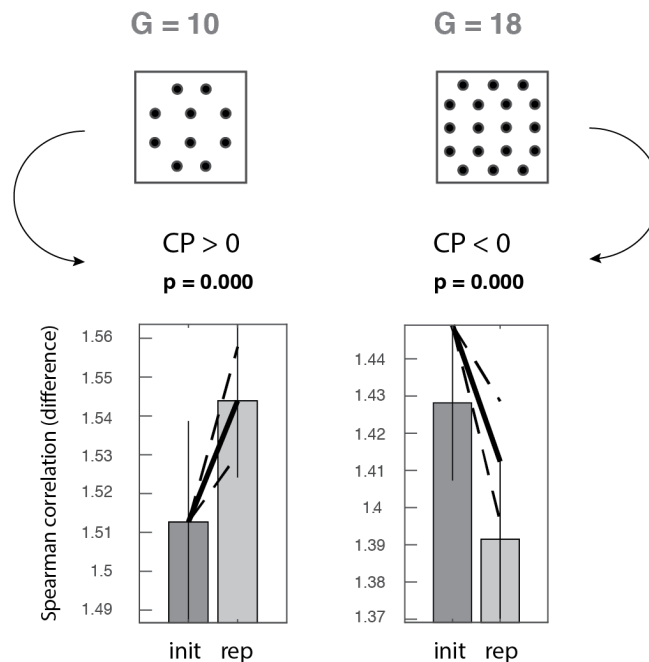 G = 10
G = 18
CP > 0
CP < 0
p = 0.000
p = 0.000
Spearman correlation (difference)
1.56
1.55
1.54
1.53
1.52
1.51
1.5
1.49
init rep
1.44
1.43
1.42
1.41
1.4
1.39
1.38
1.37
init rep